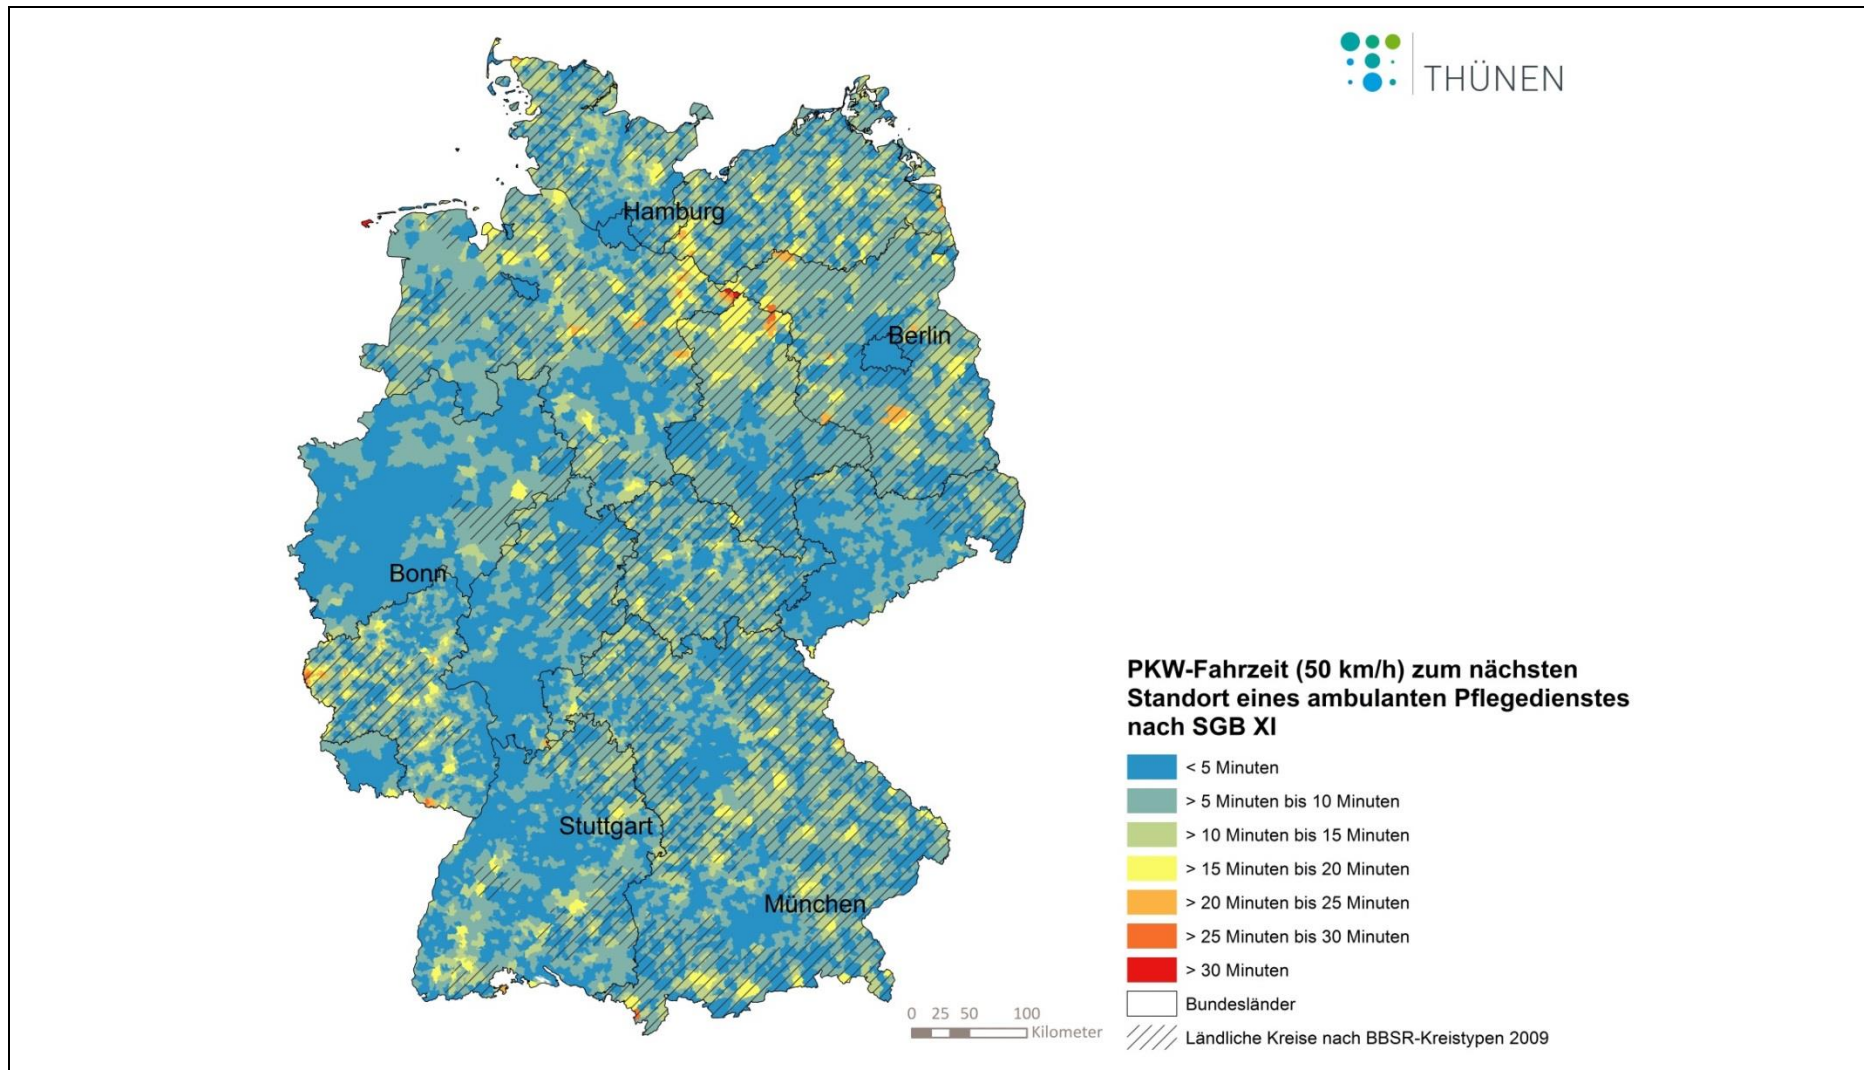 THÜNEN
Hamburg
Berlin
Bonn
Stuttgart
München
PKW-Fahrzeit (50 km/h) zum nächsten
Standort eines ambulanten Pflegedienstes
nach SGB XI
< 5 Minuten
> 5 Minuten bis 10 Minuten
> 10 Minuten bis 15 Minuten
> 15 Minuten bis 20 Minuten
> 20 Minuten bis 25 Minuten
> 25 Minuten bis 30 Minuten
> 30 Minuten
Bundesländer
Ländliche Kreise nach BBSR-Kreistypen 2009
0 25 50 100
Kilometer